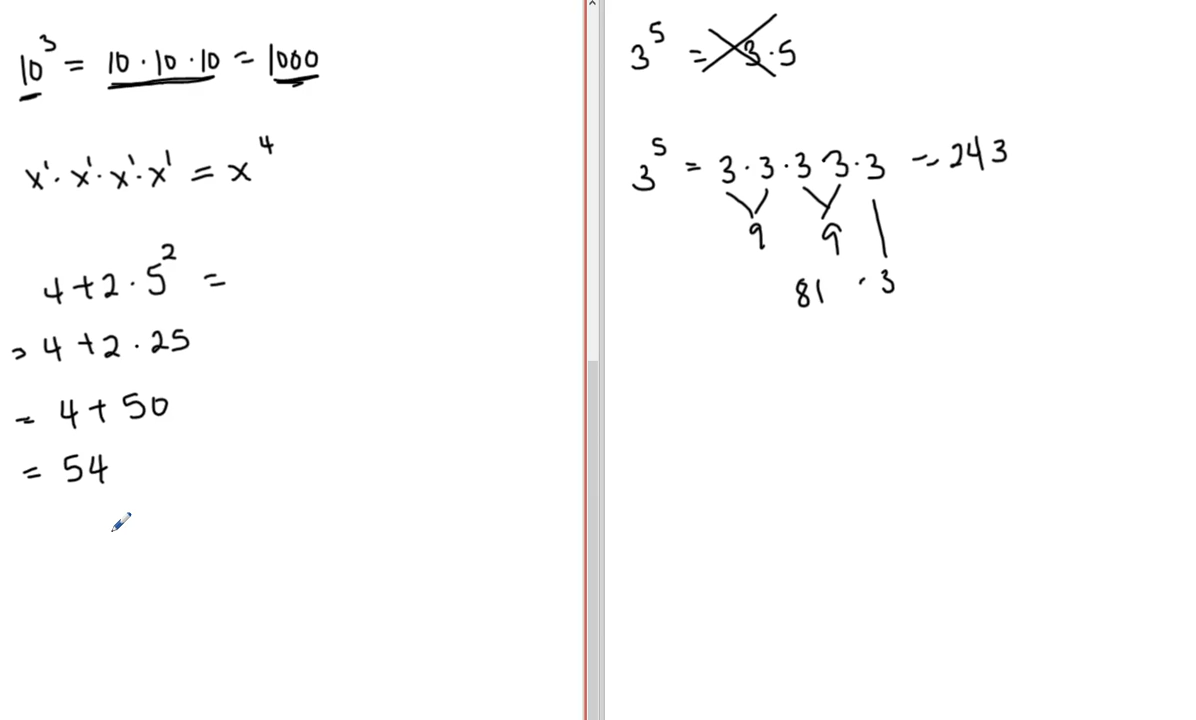 10³ = 10 · 10 · 10 = 1000
x¹ · x¹ · x¹ · x¹ = x⁴
4 + 2 · 5² =
= 4 + 2 · 25
= 4 + 50
= 54
3⁵ = 3 · 5
3⁵ = 3 · 3 · 3 3 · 3 = 243
9 9
81 · 3